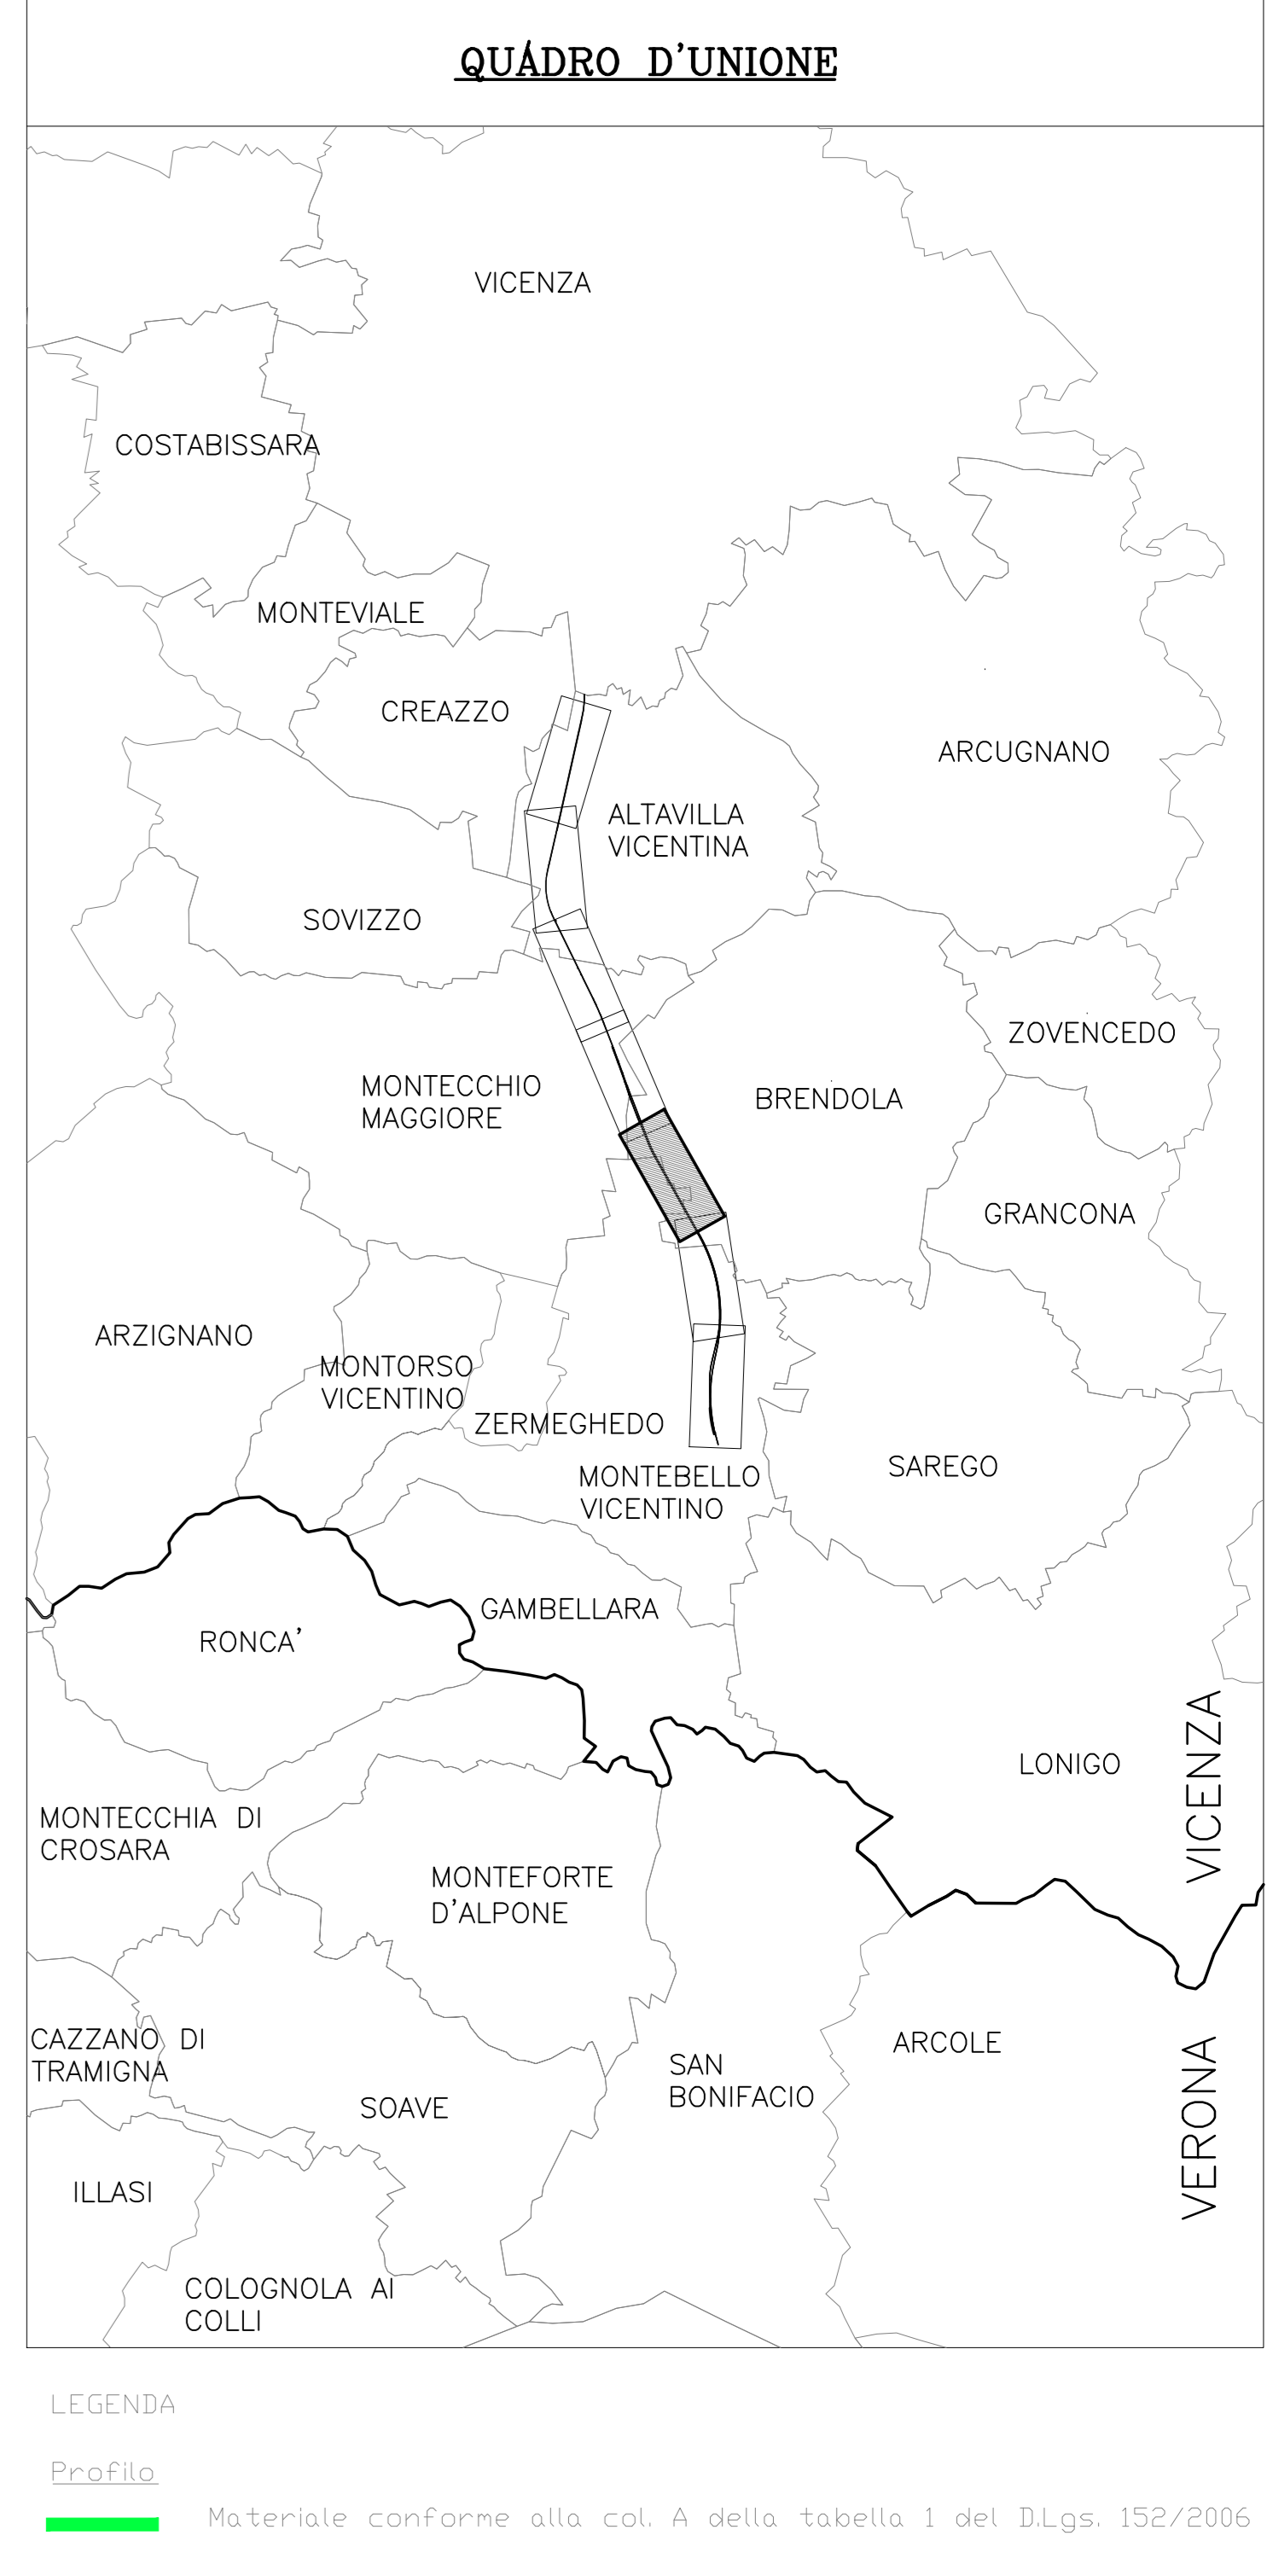 QUADRO D'UNIONE
VICENZA
COSTABISSARA
MONTEVIALE
CREAZZO
ARCUGNANO
ALTAVILLA
VICENTINA
SOVIZZO
ZOVENCEDO
MONTECCHIO
MAGGIORE
BRENDOLA
GRANCONA
ARZIGNANO
MONTORSO
VICENTINO
ZERMEGHEDO
SAREGO
MONTEBELLO
VICENTINO
GAMBELLARA
RONCA'
LONIGO
VICENZA
MONTECCHIA DI
CROSARA
MONTEFORTE
D'ALPONE
CAZZANO DI
TRAMIGNA
ARCOLE
SAN
BONIFACIO
VERONA
SOAVE
ILLASI
COLOGNOLA AI
COLLI
LEGENDA
Profilo
Materiale conforme alla col. A della tabella 1 del D.Lgs. 152/2006